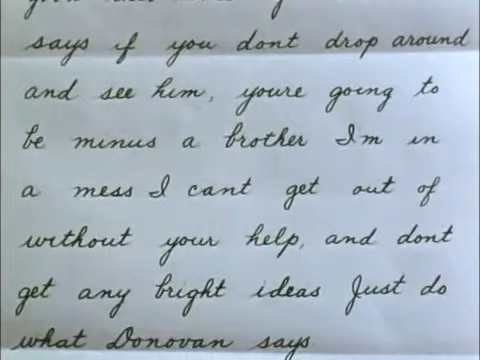 says if you dont drop around
and see him, youre going to
be minus a brother Im in
a mess I cant get out of
without your help, and dont
get any bright ideas Just do
what Donovan says